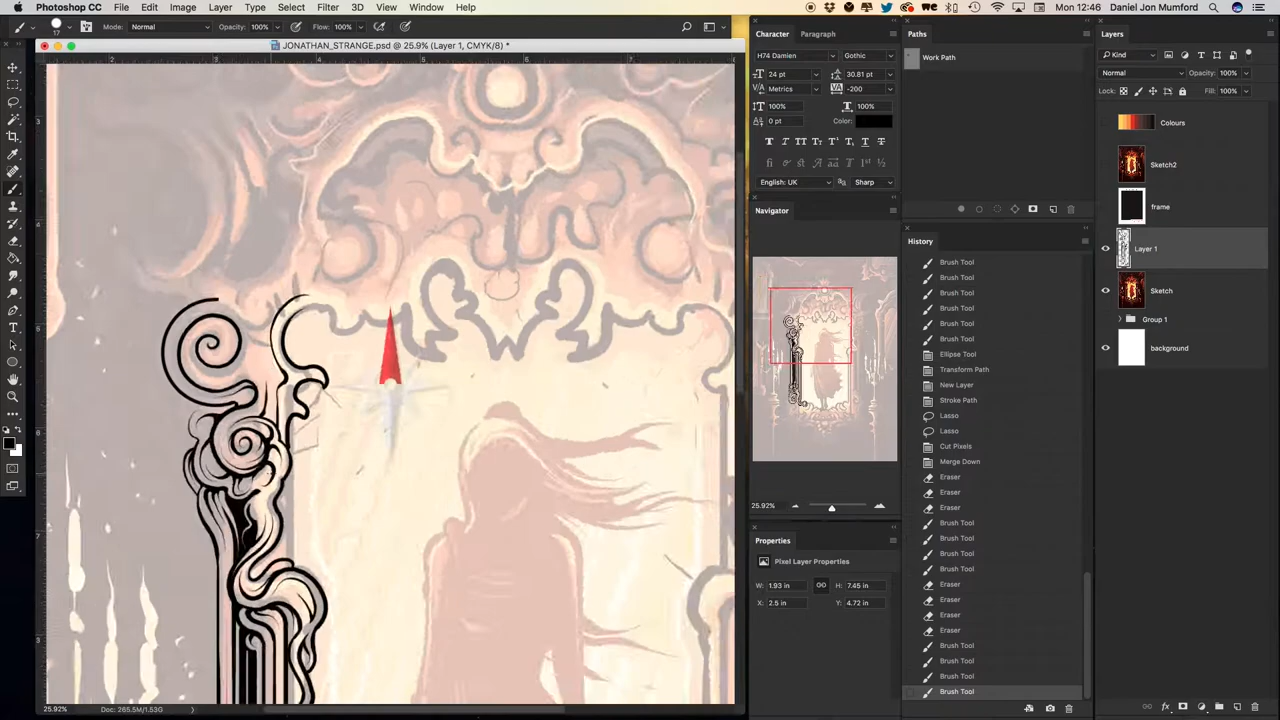 Photoshop CC File Edit Image Layer Type Select Filter 3D View Window Help Mon 12:46 Daniel Jon Mumford
Mode: Normal Opacity: 100% Flow: 100%
JONATHAN_STRANGE.psd @ 25.9% (Layer 1, CMYK/8) *
Character Paragraph
H74 Damien Gothic
24 pt 30.81 pt
Metrics -200
100% 100%
0 pt Color:
English: UK Sharp
Navigator
25.92%
Properties
Pixel Layer Properties
W: 1.93 in H: 7.45 in
X: 2.5 in Y: 4.72 in
Paths
Work Path
History
Brush Tool
Brush Tool
Brush Tool
Brush Tool
Brush Tool
Brush Tool
Ellipse Tool
Transform Path
New Layer
Stroke Path
Lasso
Lasso
Cut Pixels
Merge Down
Eraser
Eraser
Eraser
Brush Tool
Brush Tool
Brush Tool
Brush Tool
Eraser
Eraser
Eraser
Eraser
Brush Tool
Brush Tool
Brush Tool
Brush Tool
Layers
Kind
Normal Opacity: 100%
Lock: Fill: 100%
Colours
Sketch2
frame
Layer 1
Sketch
Group 1
background
25.92% Doc: 265.5M/1.53G